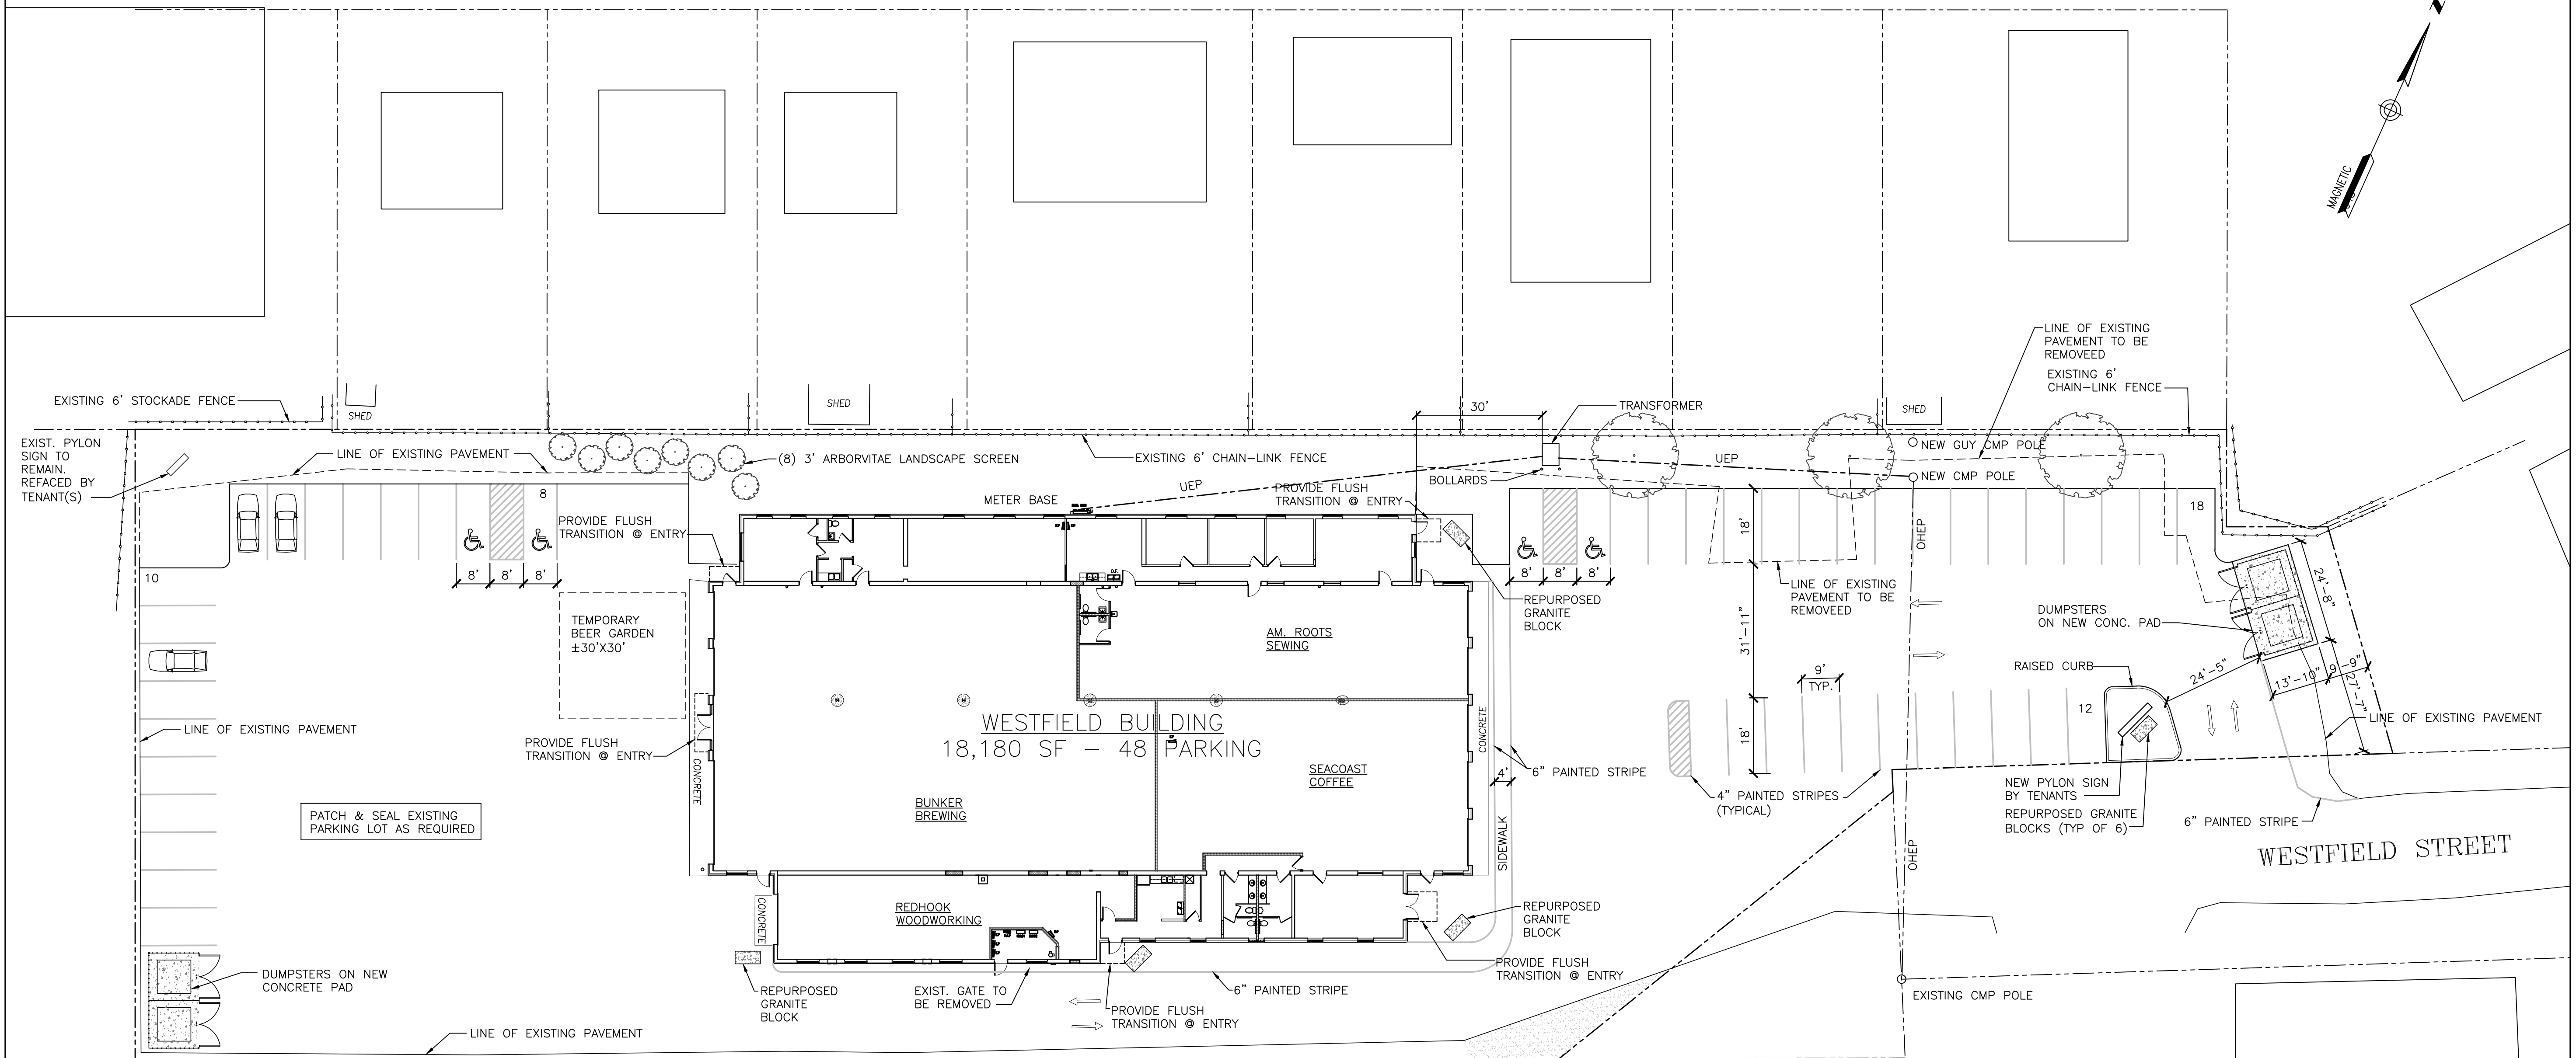 MAGNETIC
LINE OF EXISTING
PAVEMENT TO BE
REMOVEED
EXISTING 6'
CHAIN-LINK FENCE
SHED
SHED
SHED
EXISTING 6' STOCKADE FENCE
30'
TRANSFORMER
EXIST. PYLON
SIGN TO
REMAIN.
REFACED BY
TENANT(S)
LINE OF EXISTING PAVEMENT
(8) 3' ARBORVITAE LANDSCAPE SCREEN
EXISTING 6' CHAIN-LINK FENCE
UEP
BOLLARDS
UEP
NEW GUY CMP POLE
NEW CMP POLE
8
METER BASE
PROVIDE FLUSH
TRANSITION @ ENTRY
PROVIDE FLUSH
TRANSITION @ ENTRY
18
18'
OHEP
10
8'
8'
8'
8'
8'
8'
D.F.
LINE OF EXISTING
PAVEMENT TO BE
REMOVEED
24'-8"
REPURPOSED
GRANITE
BLOCK
DUMPSTERS
ON NEW CONC. PAD
TEMPORARY
BEER GARDEN
±30'X30'
AM. ROOTS
SEWING
31'-11"
9'
TYP.
RAISED CURB
24'-5"
13'-10"
9'-9"
27'-7"
12
LINE OF EXISTING PAVEMENT
LINE OF EXISTING PAVEMENT
PROVIDE FLUSH
TRANSITION @ ENTRY
WESTFIELD BUILDING
18,180 SF - 48 PARKING
CONCRETE
CONCRETE
18'
6" PAINTED STRIPE
4'
SEACOAST
COFFEE
BUNKER
BREWING
4" PAINTED STRIPES
(TYPICAL)
NEW PYLON SIGN
BY TENANTS
REPURPOSED GRANITE
BLOCKS (TYP OF 6)
6" PAINTED STRIPE
PATCH & SEAL EXISTING
PARKING LOT AS REQUIRED
SIDEWALK
OHEP
WESTFIELD STREET
CONCRETE
REDHOOK
WOODWORKING
REPURPOSED
GRANITE
BLOCK
DUMPSTERS ON NEW
CONCRETE PAD
REPURPOSED
GRANITE
BLOCK
EXIST. GATE TO
BE REMOVED
PROVIDE FLUSH
TRANSITION @ ENTRY
6" PAINTED STRIPE
PROVIDE FLUSH
TRANSITION @ ENTRY
EXISTING CMP POLE
LINE OF EXISTING PAVEMENT